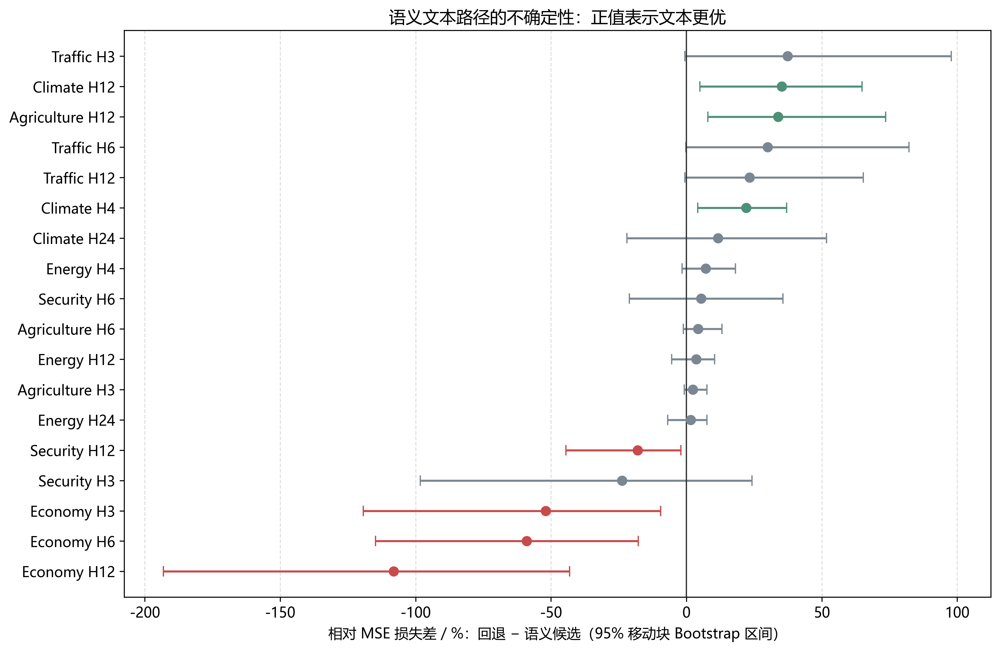 语义文本路径的不确定性：正值表示文本更优
Traffic H3
Climate H12
Agriculture H12
Traffic H6
Traffic H12
Climate H4
Climate H24
Energy H4
Security H6
Agriculture H6
Energy H12
Agriculture H3
Energy H24
Security H12
Security H3
Economy H3
Economy H6
Economy H12
-200 -150 -100 -50 0 50 100
相对 MSE 损失差 / %：回退 − 语义候选（95% 移动块 Bootstrap 区间）